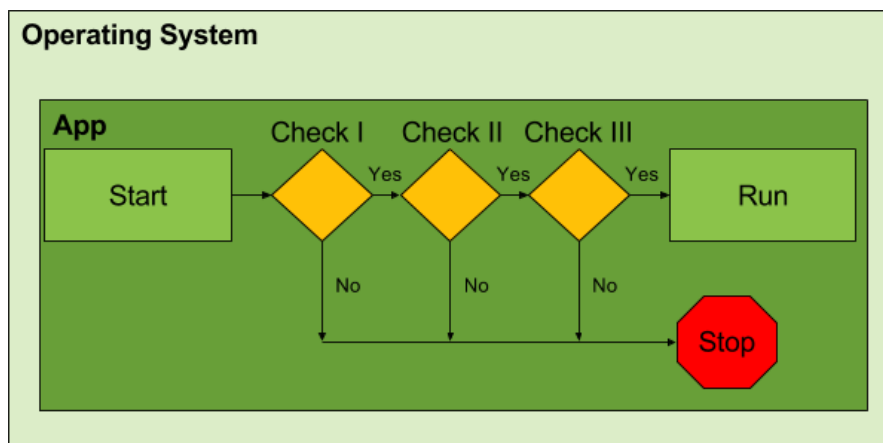 Operating System
App
Check I
Check II
Check III
Start
Yes
Yes
Yes
Run
No
No
No
Stop